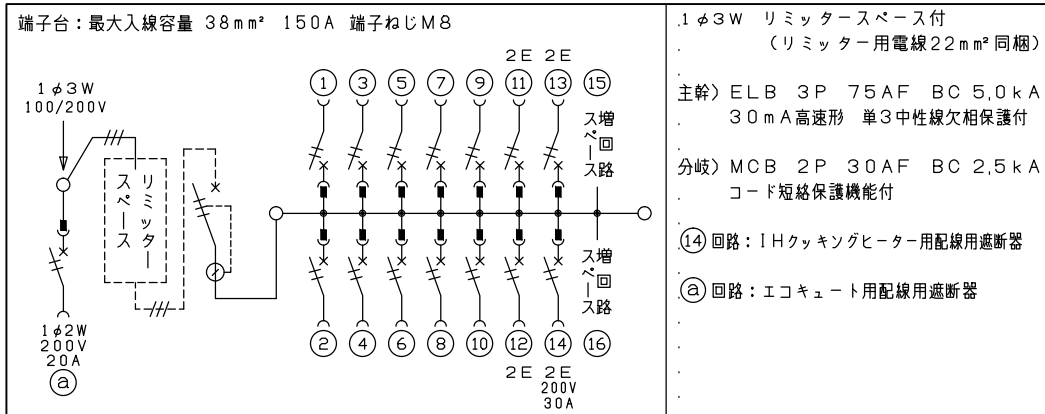 端子台：最大入線容量 38mm² 150A 端子ねじM8
1φ3W
100/200V
リミッター
スペース
1φ2W
200V
20A
ⓐ
2E 2E
① ③ ⑤ ⑦ ⑨ ⑪ ⑬ ⑮
増回路
スペース
増回路
スペース
② ④ ⑥ ⑧ ⑩ ⑫ ⑭ ⑯
2E 2E
200V
30A
1φ3W リミッタースペース付
（リミッター用電線22mm²同梱）
主幹）ELB 3P 75AF BC 5,0kA
30mA高速形 単3中性線欠相保護付
分岐）MCB 2P 30AF BC 2,5kA
コード短絡保護機能付
⑭回路：IHクッキングヒーター用配線用遮断器
ⓐ回路：エコキュート用配線用遮断器